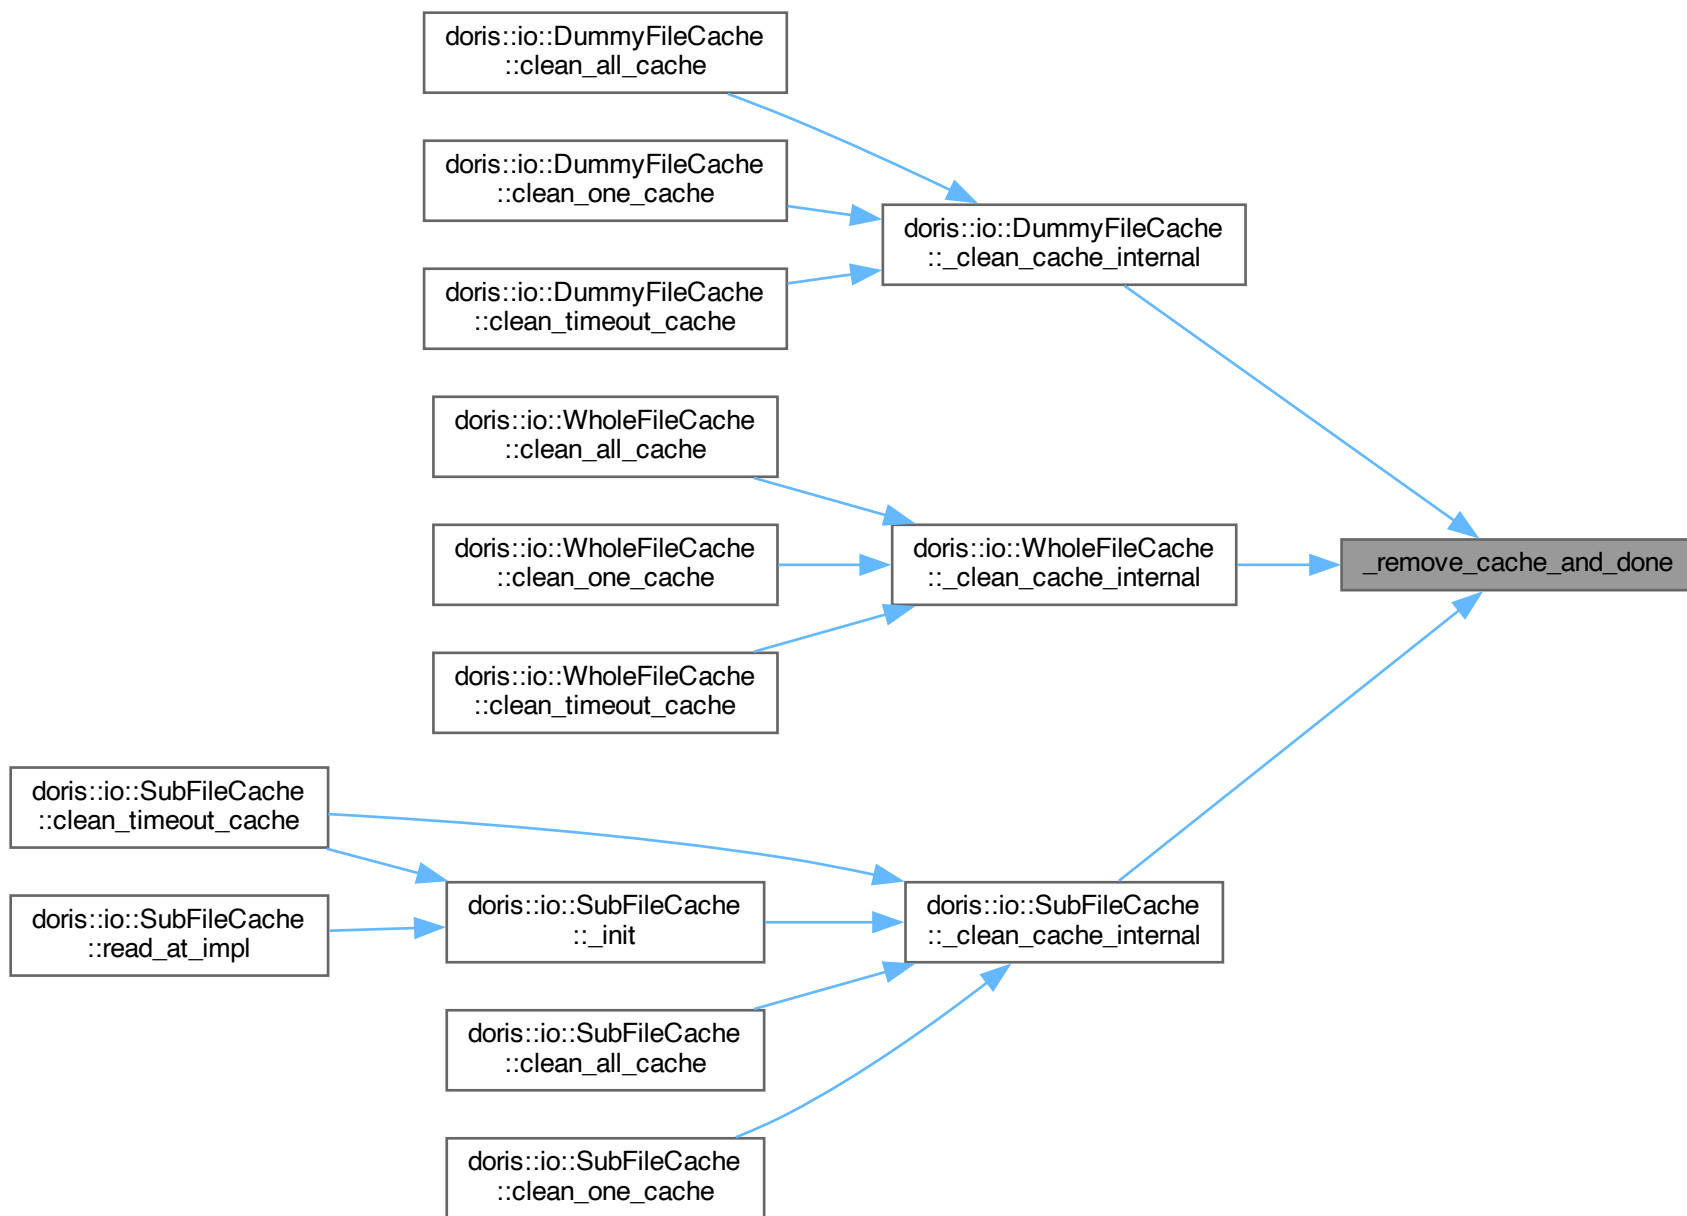 doris::io::DummyFileCache
::clean_all_cache
doris::io::DummyFileCache
::clean_one_cache
doris::io::DummyFileCache
::clean_timeout_cache
doris::io::DummyFileCache
::_clean_cache_internal
doris::io::WholeFileCache
::clean_all_cache
doris::io::WholeFileCache
::clean_one_cache
doris::io::WholeFileCache
::clean_timeout_cache
doris::io::WholeFileCache
::_clean_cache_internal
_remove_cache_and_done
doris::io::SubFileCache
::clean_timeout_cache
doris::io::SubFileCache
::read_at_impl
doris::io::SubFileCache
::_init
doris::io::SubFileCache
::_clean_cache_internal
doris::io::SubFileCache
::clean_all_cache
doris::io::SubFileCache
::clean_one_cache